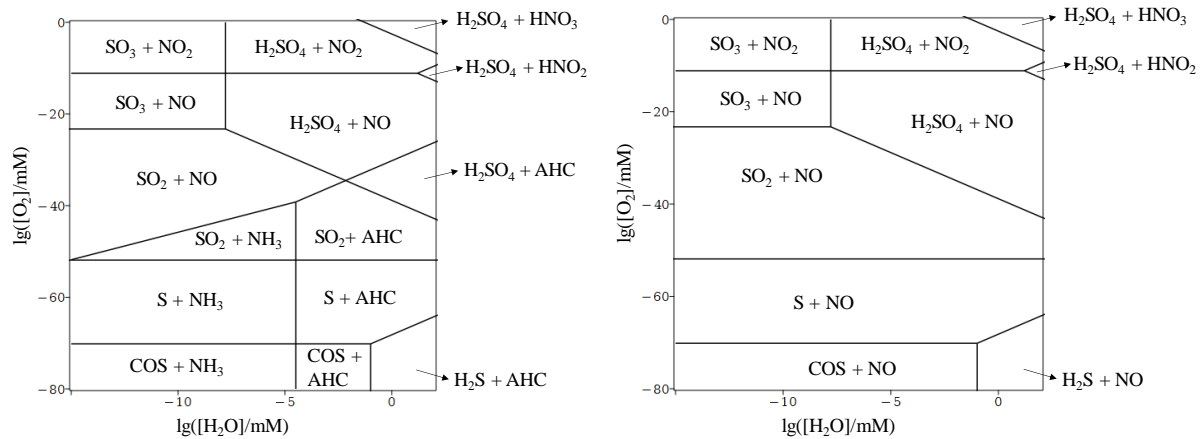 0
−20
−40
−60
−80
−10
−5
0
lg([O₂]/mM)
lg([H₂O]/mM)
SO₃ + NO₂
H₂SO₄ + NO₂
H₂SO₄ + HNO₃
H₂SO₄ + HNO₂
SO₃ + NO
H₂SO₄ + NO
SO₂ + NO
H₂SO₄ + AHC
SO₂ + NH₃
SO₂+ AHC
S + NH₃
S + AHC
COS + NH₃
COS +
AHC
H₂S + AHC
0
−20
−40
−60
−80
−10
−5
0
lg([O₂]/mM)
lg([H₂O]/mM)
SO₃ + NO₂
H₂SO₄ + NO₂
H₂SO₄ + HNO₃
H₂SO₄ + HNO₂
SO₃ + NO
H₂SO₄ + NO
SO₂ + NO
S + NO
COS + NO
H₂S + NO